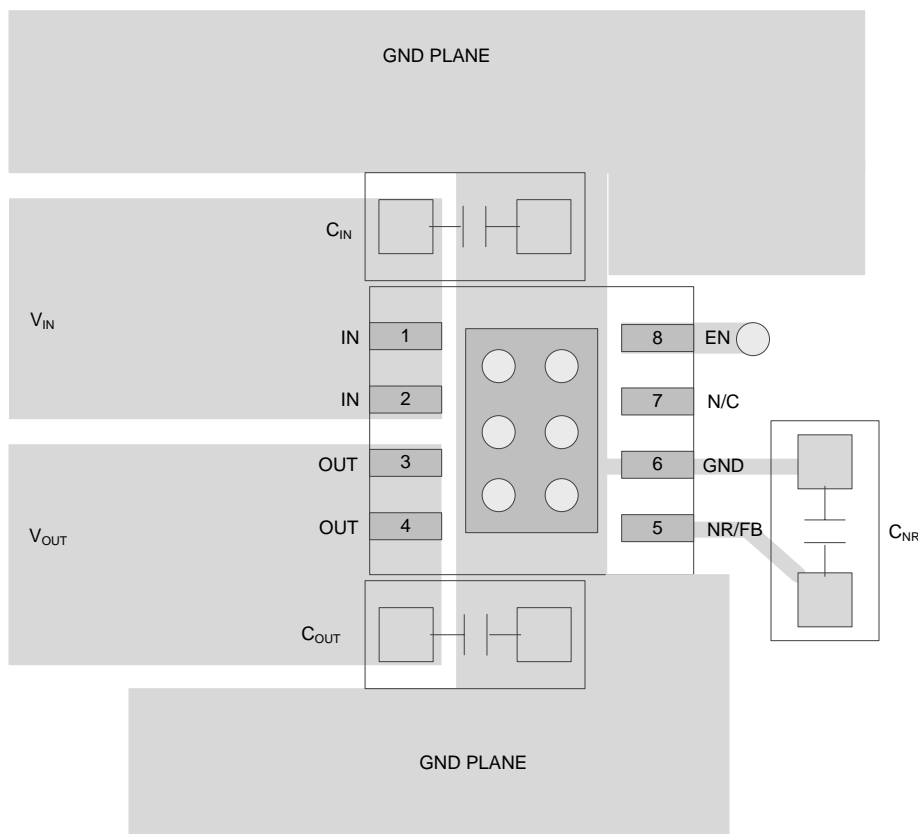 GND PLANE
C_IN
V_IN
IN 1 8 EN
IN 2 7 N/C
OUT 3 6 GND
OUT 4 5 NR/FB
V_OUT
C_NR
C_OUT
GND PLANE